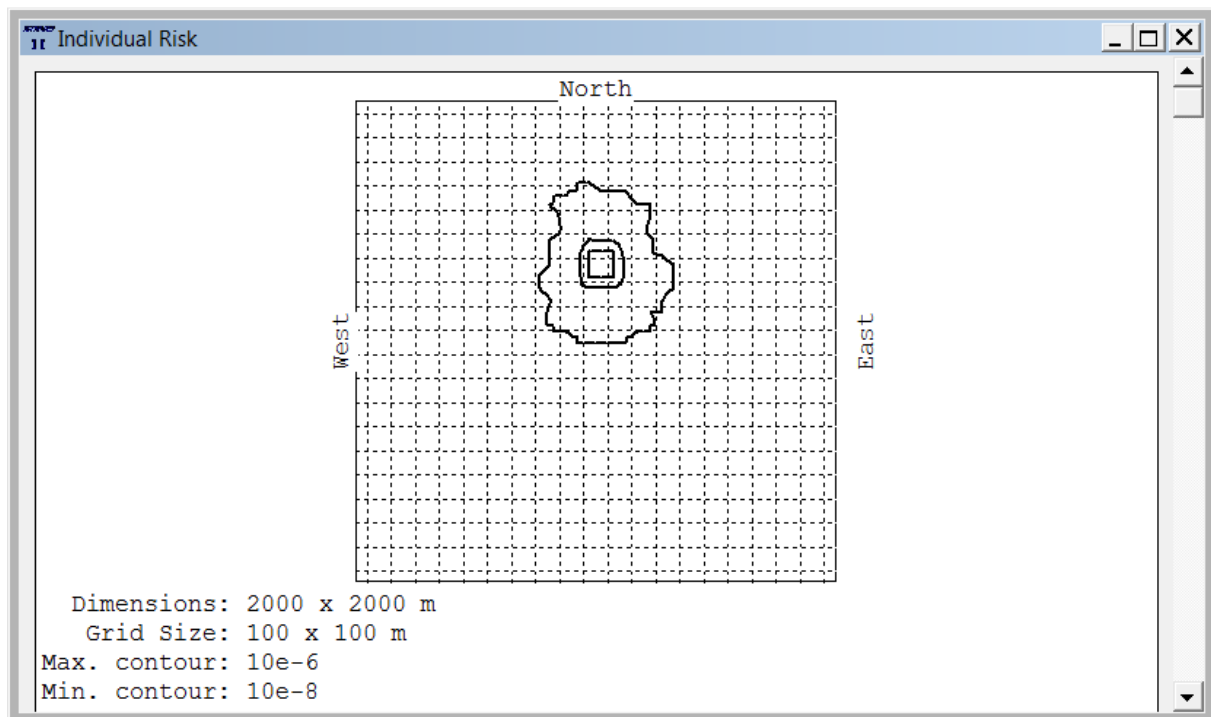 Individual Risk
North
West
East
Dimensions: 2000 x 2000 m
Grid Size: 100 x 100 m
Max. contour: 10e-6
Min. contour: 10e-8